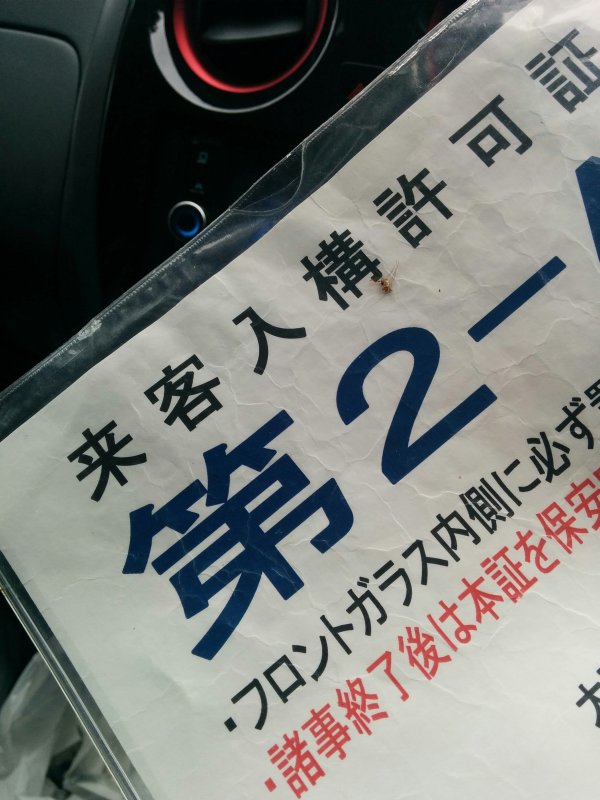 来客入構許可証
第2-
・フロントガラス内側に必ず
・諸事終了後は本証を保安